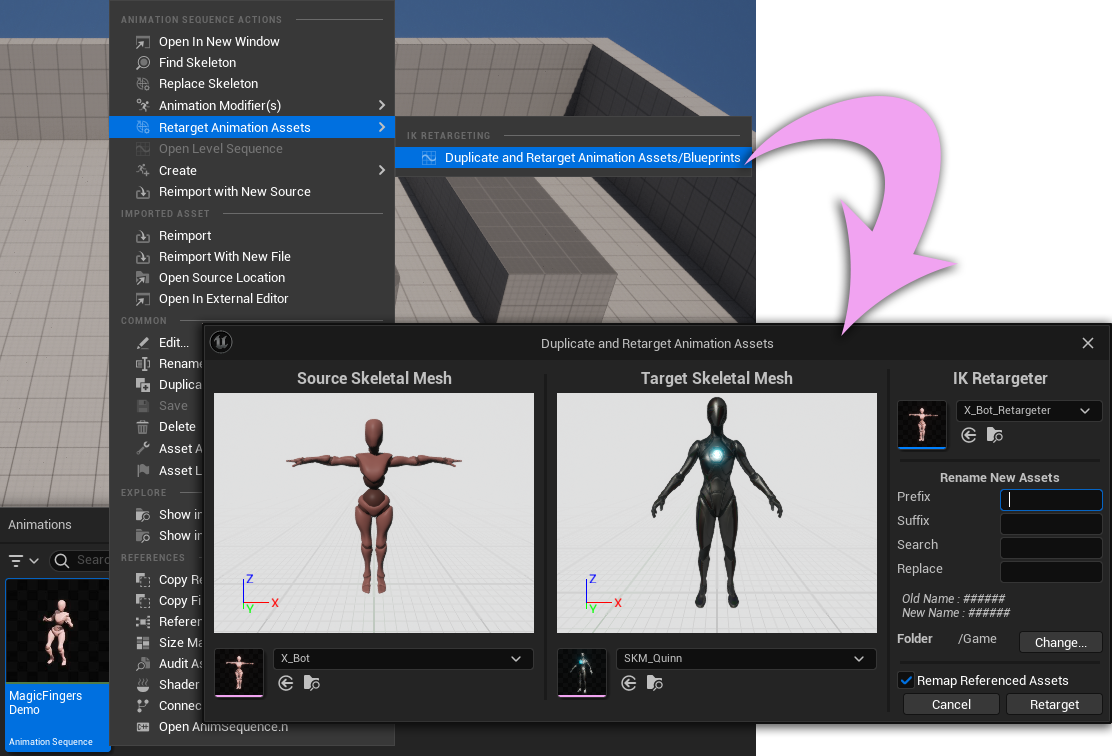 ANIMATION SEQUENCE ACTIONS
Open In New Window
Find Skeleton
Replace Skeleton
Animation Modifier(s)
Retarget Animation Assets
Open Level Sequence
Create
Reimport with New Source
IMPORTED ASSET
Reimport
Reimport With New File
Open Source Location
Open In External Editor
COMMON
Edit...
Rename
Duplica
Save
Delete
Asset A
Asset L
EXPLORE
Show in
Show in
REFERENCES
Copy Re
Copy Fi
Referen
Size Ma
Audit As
Shader
Connec
Open AnimSequence.h
IK RETARGETING
Duplicate and Retarget Animation Assets/Blueprints
Animations
Searc
MagicFingers
Demo
Animation Sequence
Duplicate and Retarget Animation Assets
Source Skeletal Mesh
Z
X
Y
X_Bot
Target Skeletal Mesh
Z
X
Y
SKM_Quinn
IK Retargeter
X_Bot_Retargeter
Rename New Assets
Prefix
Suffix
Search
Replace
Old Name : ######
New Name : ######
Folder /Game Change...
Remap Referenced Assets
Cancel Retarget